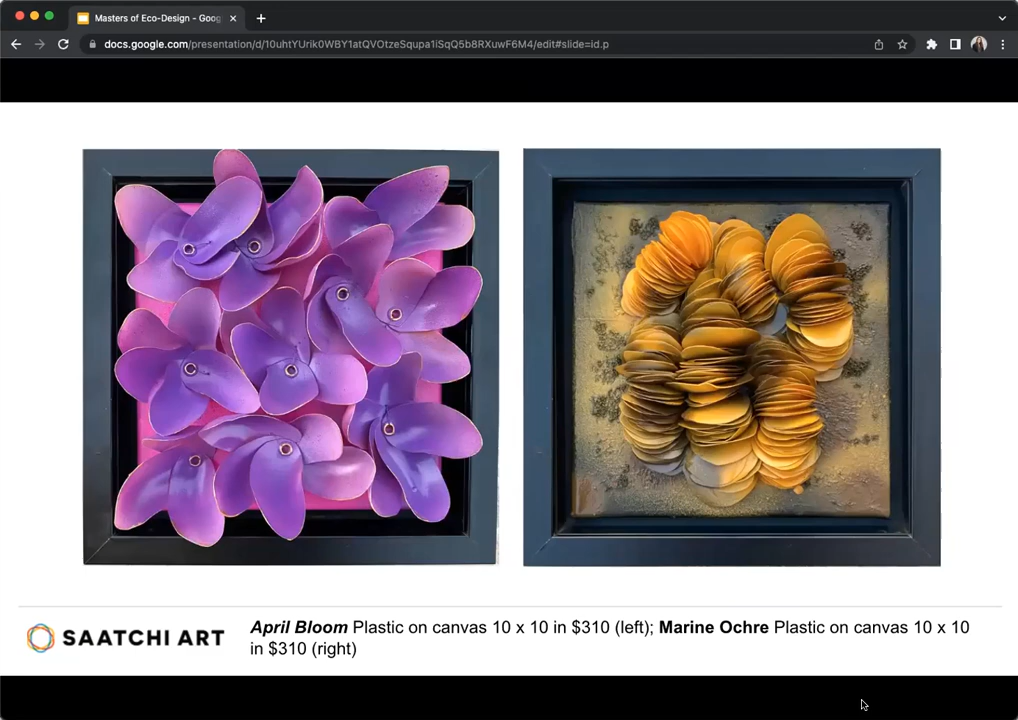 Masters of Eco-Design - Goog
docs.google.com/presentation/d/10uhtYUrik0WBY1atQVOtzeSqupa1iSqQ5b8RXuwF6M4/edit#slide=id.p
SAATCHI ART
April Bloom Plastic on canvas 10 x 10 in $310 (left); Marine Ochre Plastic on canvas 10 x 10
in $310 (right)